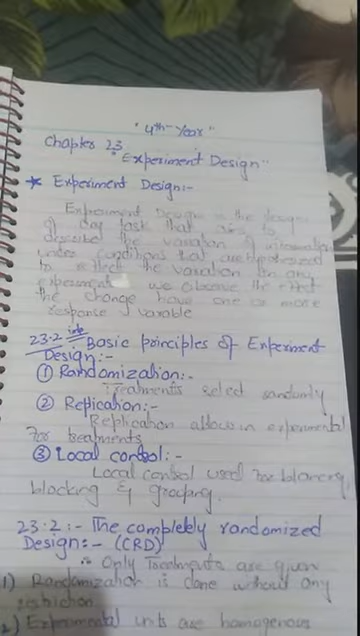 "4th-Year"
Chapter 23
"Experiment Design"
* Experiment Design:-
Experiment Design is the design
of any task that aims to
described the variation of information
under conditions that are hypothesized
to reflect the variation. In any
experiment we observe the effect
the change have one or more
response variable
23.2 Basic principles of Experiment
Design:-
① Randomization:-
Treatments select randomly
② Replication:-
Replication allows in experimental
For treatments
③ Local control:-
Local control used for balancing,
blocking & grouping.
23.2:- The completely randomized
Design:- (CRD)
Only Treatments are given
1) Randomization is done without any
restriction
2) Experimental units are homogenous